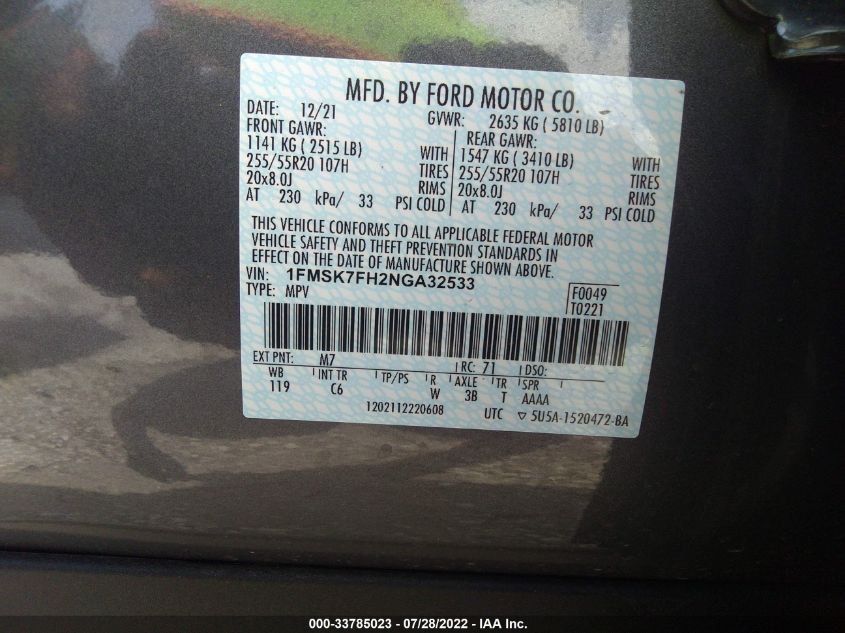 MFD. BY FORD MOTOR CO.
DATE: 12/21 GVWR: 2635 KG ( 5810 LB)
FRONT GAWR: REAR GAWR:
1141 KG ( 2515 LB) WITH 1547 KG ( 3410 LB) WITH
255/55R20 107H TIRES 255/55R20 107H TIRES
20x8.0J RIMS 20x8.0J RIMS
AT 230 kPa/ 33 PSI COLD AT 230 kPa/ 33 PSI COLD
THIS VEHICLE CONFORMS TO ALL APPLICABLE FEDERAL MOTOR
VEHICLE SAFETY AND THEFT PREVENTION STANDARDS IN
EFFECT ON THE DATE OF MANUFACTURE SHOWN ABOVE.
VIN: 1FMSK7FH2NGA32533
TYPE: MPV
F0049
T0221
EXT PNT: M7 RC: 71 DSO:
WB INT TR TP/PS R AXLE TR SPR
119 C6 W 3B T AAAA
1202112220608 UTC ▽ 5U5A-1520472-BA
000-33785023 - 07/28/2022 - IAA Inc.